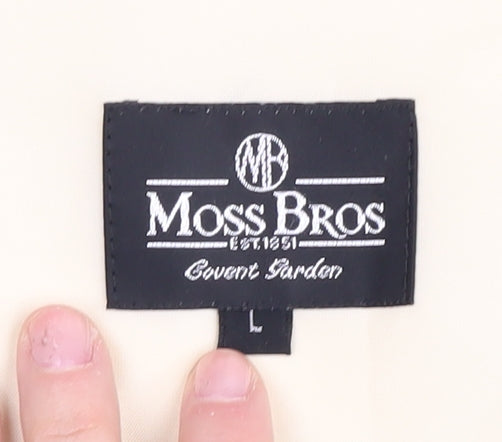 MB
MOSS BROS
EST.1851
Covent Garden
L